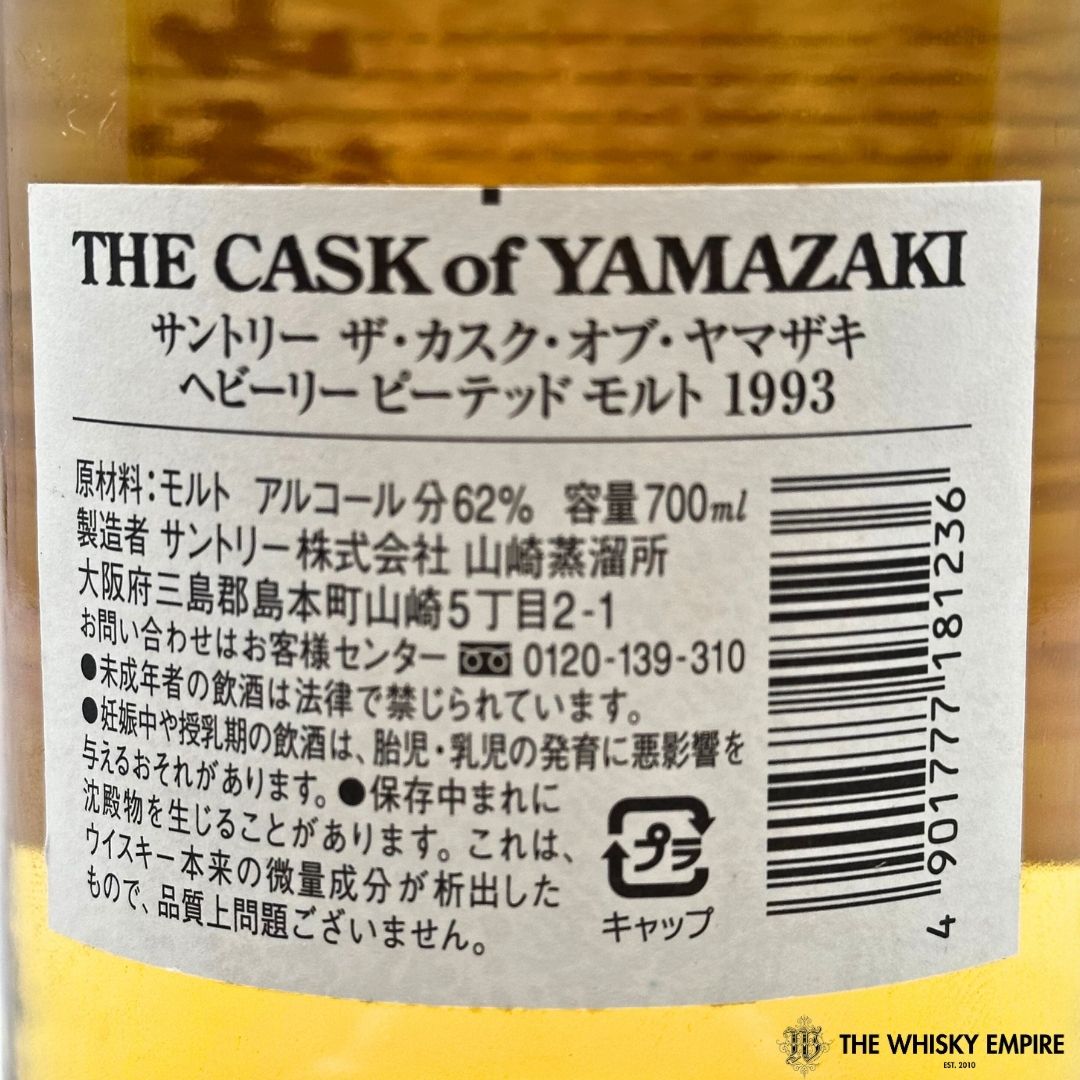 THE CASK of YAMAZAKI
サントリー ザ・カスク・オブ・ヤマザキ
ヘビーリー ピーテッド モルト 1993
原材料：モルト アルコール分62% 容量700ml
製造者 サントリー株式会社 山崎蒸溜所
大阪府三島郡島本町山崎5丁目2-1
お問い合わせはお客様センター 0120-139-310
●未成年者の飲酒は法律で禁じられています。
●妊娠中や授乳期の飲酒は、胎児・乳児の発育に悪影響を
与えるおそれがあります。●保存中まれに
沈殿物を生じることがあります。これは、
ウイスキー本来の微量成分が析出した
もので、品質上問題ございません。
プラ
キャップ
4 901777 181236
THE WHISKY EMPIRE
EST. 2010